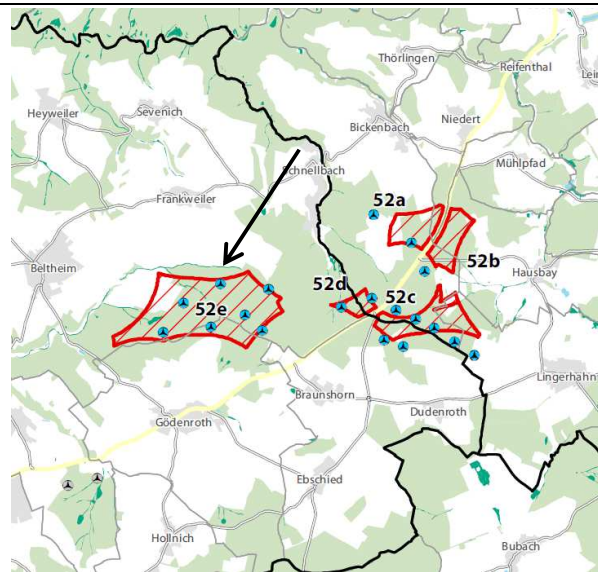 Thörlingen
Reifenthal
Heyweiler
Sevenich
Bickenbach
Niedert
Mühlpfad
Schnellbach
Frankweiler
52a
52b
Beltheim
Hausbay
52d
52c
52e
Lingerhahn
Braunshorn
Dudenroth
Gödenroth
Ebschied
Hollnich
Bubach